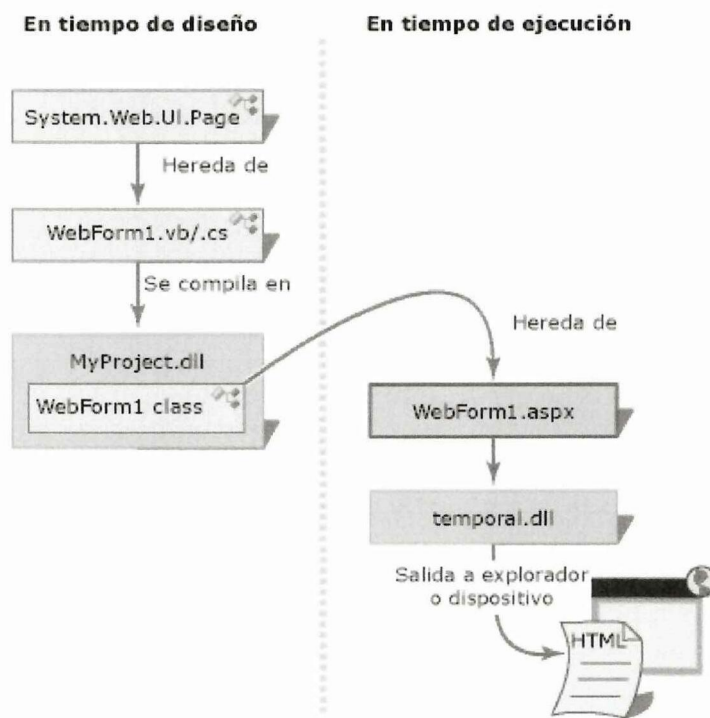 En tiempo de diseño
En tiempo de ejecución
System.Web.UI.Page
Hereda de
WebForm1.vb/.cs
Se compila en
MyProject.dll
WebForm1 class
Hereda de
WebForm1.aspx
temporal.dll
Salida a explorador
o dispositivo
HTML